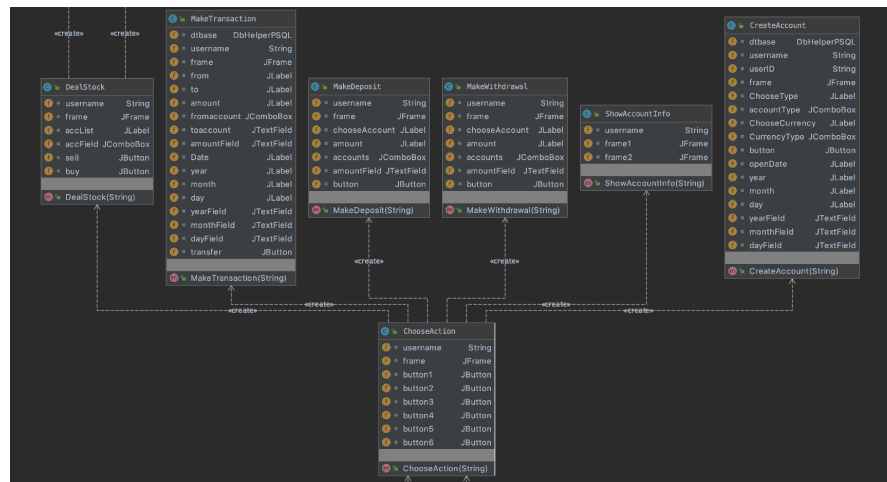 «create» «create»
MakeTransaction
dtbase DbHelperPSQL
username String
frame JFrame
from JLabel
to JLabel
amount JLabel
fromaccount JComboBox
toaccount JTextField
amountField JTextField
Date JLabel
year JLabel
month JLabel
day JLabel
yearField JTextField
monthField JTextField
dayField JTextField
transfer JButton
MakeTransaction(String)
CreateAccount
dtbase DbHelperPSQL
username String
userID String
frame JFrame
ChooseType JLabel
accountType JComboBox
ChooseCurrency JLabel
CurrencyType JComboBox
button JButton
openDate JLabel
year JLabel
month JLabel
day JLabel
yearField JTextField
monthField JTextField
dayField JTextField
CreateAccount(String)
DealStock
username String
frame JFrame
accList JLabel
accField JComboBox
sell JButton
buy JButton
DealStock(String)
MakeDeposit
username String
frame JFrame
chooseAccount JLabel
amount JLabel
accounts JComboBox
amountField JTextField
button JButton
MakeDeposit(String)
MakeWithdrawal
username String
frame JFrame
chooseAccount JLabel
amount JLabel
accounts JComboBox
amountField JTextField
button JButton
MakeWithdrawal(String)
ShowAccountInfo
username String
frame1 JFrame
frame2 JFrame
ShowAccountInfo(String)
«create» «create»
«create» «create»
«create» «create»
ChooseAction
username String
frame JFrame
button1 JButton
button2 JButton
button3 JButton
button4 JButton
button5 JButton
button6 JButton
ChooseAction(String)